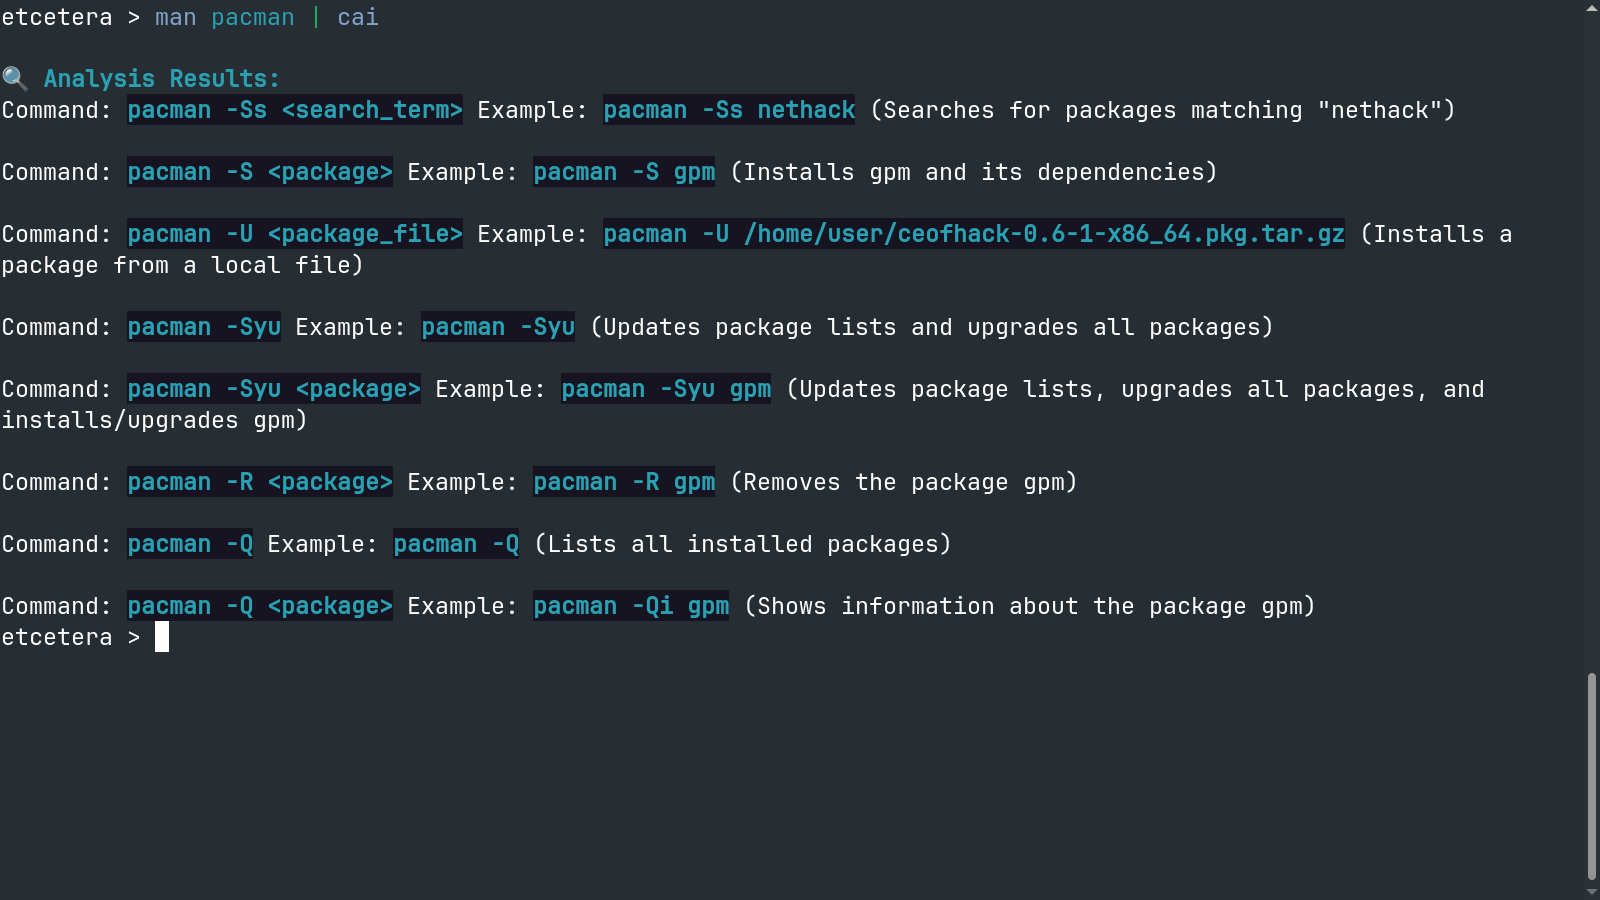 etcetera > man pacman | cai
🔍 Analysis Results:
Command: pacman -Ss <search_term> Example: pacman -Ss nethack (Searches for packages matching "nethack")
Command: pacman -S <package> Example: pacman -S gpm (Installs gpm and its dependencies)
Command: pacman -U <package_file> Example: pacman -U /home/user/ceofhack-0.6-1-x86_64.pkg.tar.gz (Installs a
package from a local file)
Command: pacman -Syu Example: pacman -Syu (Updates package lists and upgrades all packages)
Command: pacman -Syu <package> Example: pacman -Syu gpm (Updates package lists, upgrades all packages, and
installs/upgrades gpm)
Command: pacman -R <package> Example: pacman -R gpm (Removes the package gpm)
Command: pacman -Q Example: pacman -Q (Lists all installed packages)
Command: pacman -Q <package> Example: pacman -Qi gpm (Shows information about the package gpm)
etcetera >